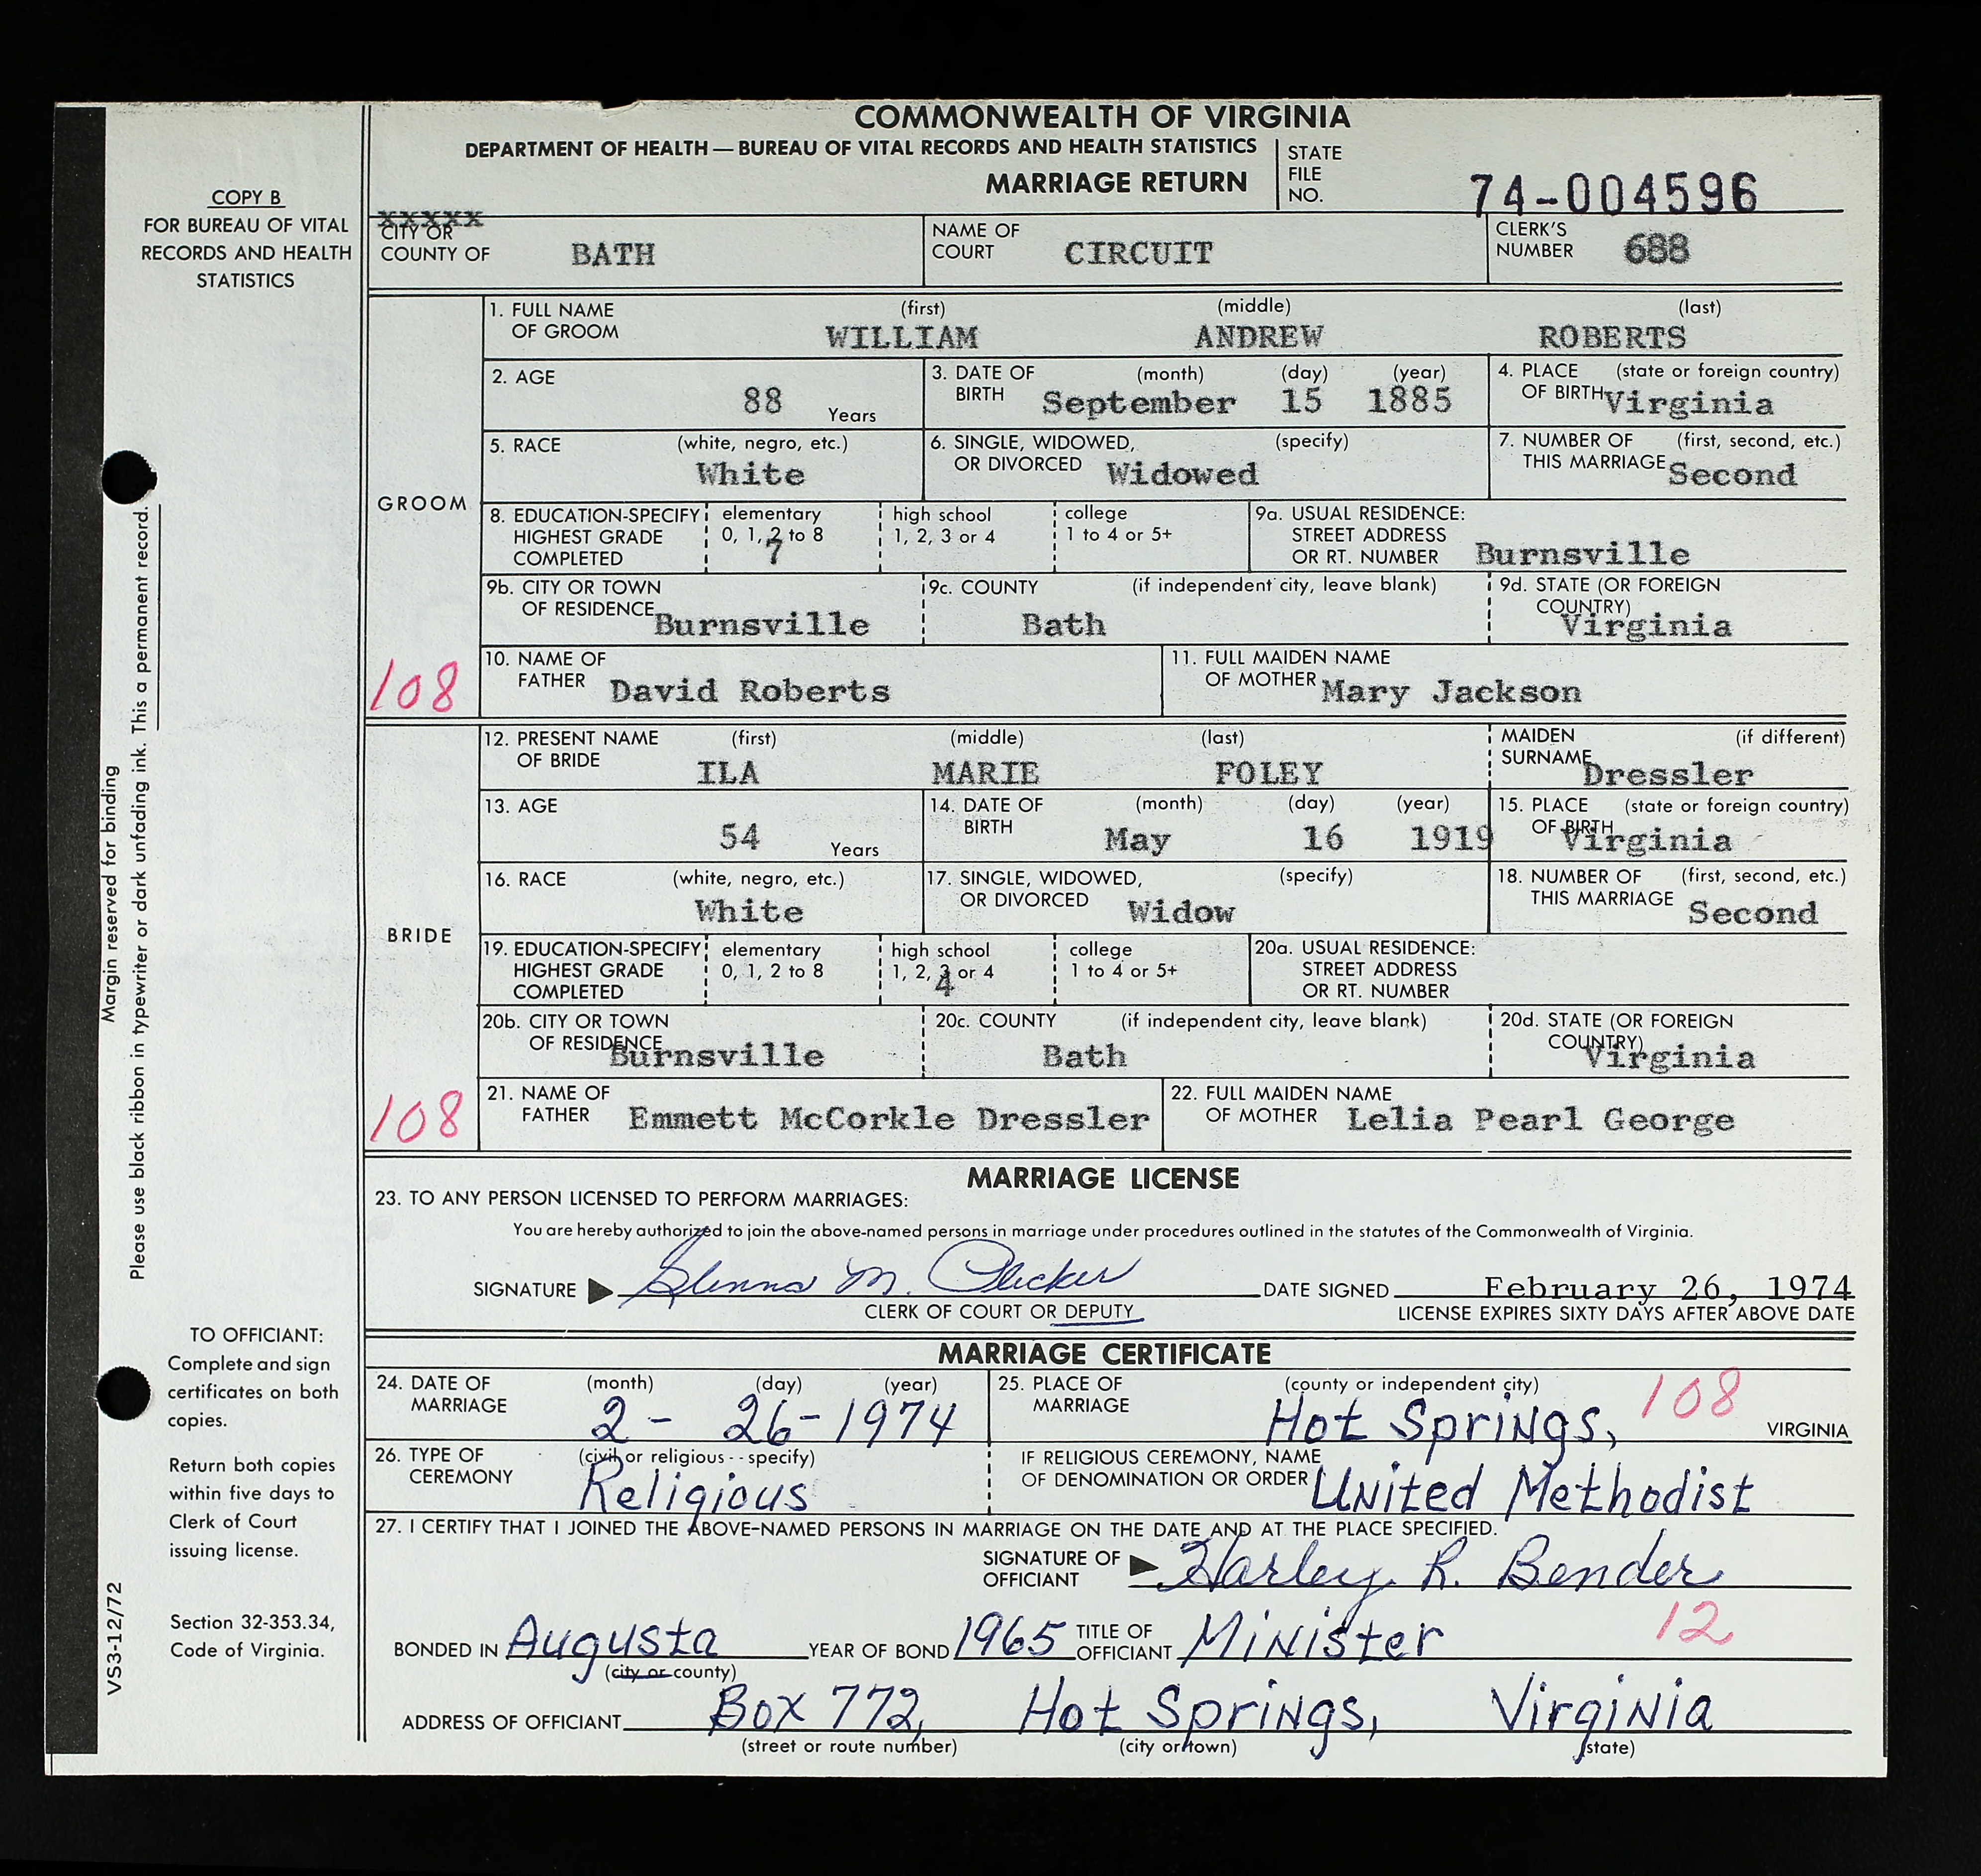 COMMONWEALTH OF VIRGINIA
DEPARTMENT OF HEALTH — BUREAU OF VITAL RECORDS AND HEALTH STATISTICS
MARRIAGE RETURN
STATE FILE NO. 74-004596
COPY B
FOR BUREAU OF VITAL
RECORDS AND HEALTH
STATISTICS
XXXXX
CITY OR
COUNTY OF BATH
NAME OF COURT CIRCUIT
CLERK'S NUMBER 688
GROOM
108
1. FULL NAME OF GROOM (first) WILLIAM (middle) ANDREW (last) ROBERTS
2. AGE 88 Years
3. DATE OF BIRTH (month) September (day) 15 (year) 1885
4. PLACE OF BIRTH (state or foreign country) Virginia
5. RACE (white, negro, etc.) White
6. SINGLE, WIDOWED, OR DIVORCED (specify) Widowed
7. NUMBER OF THIS MARRIAGE (first, second, etc.) Second
8. EDUCATION-SPECIFY HIGHEST GRADE COMPLETED elementary 0, 1, 2 to 8 7 high school 1, 2, 3 or 4 college 1 to 4 or 5+
9a. USUAL RESIDENCE: STREET ADDRESS OR RT. NUMBER Burnsville
9b. CITY OR TOWN OF RESIDENCE Burnsville
9c. COUNTY (if independent city, leave blank) Bath
9d. STATE (OR FOREIGN COUNTRY) Virginia
10. NAME OF FATHER David Roberts
11. FULL MAIDEN NAME OF MOTHER Mary Jackson
BRIDE
108
12. PRESENT NAME OF BRIDE (first) ILA (middle) MARIE (last) FOLEY
MAIDEN SURNAME (if different) Dressler
13. AGE 54 Years
14. DATE OF BIRTH (month) May (day) 16 (year) 1919
15. PLACE OF BIRTH (state or foreign country) Virginia
16. RACE (white, negro, etc.) White
17. SINGLE, WIDOWED, OR DIVORCED (specify) Widow
18. NUMBER OF THIS MARRIAGE (first, second, etc.) Second
19. EDUCATION-SPECIFY HIGHEST GRADE COMPLETED elementary 0, 1, 2 to 8 high school 1, 2, 3 or 4 4 college 1 to 4 or 5+
20a. USUAL RESIDENCE: STREET ADDRESS OR RT. NUMBER
20b. CITY OR TOWN OF RESIDENCE Burnsville
20c. COUNTY (if independent city, leave blank) Bath
20d. STATE (OR FOREIGN COUNTRY) Virginia
21. NAME OF FATHER Emmett McCorkle Dressler
22. FULL MAIDEN NAME OF MOTHER Lelia Pearl George
MARRIAGE LICENSE
23. TO ANY PERSON LICENSED TO PERFORM MARRIAGES:
You are hereby authorized to join the above-named persons in marriage under procedures outlined in the statutes of the Commonwealth of Virginia.
SIGNATURE Glenna M. Plecker DATE SIGNED February 26, 1974
CLERK OF COURT OR DEPUTY
LICENSE EXPIRES SIXTY DAYS AFTER ABOVE DATE
MARRIAGE CERTIFICATE
24. DATE OF MARRIAGE (month) (day) (year) 2 - 26-1974
25. PLACE OF MARRIAGE (county or independent city) Hot Springs, 108 VIRGINIA
26. TYPE OF CEREMONY (civil or religious -- specify) Religious
IF RELIGIOUS CEREMONY, NAME OF DENOMINATION OR ORDER United Methodist
27. I CERTIFY THAT I JOINED THE ABOVE-NAMED PERSONS IN MARRIAGE ON THE DATE AND AT THE PLACE SPECIFIED.
SIGNATURE OF OFFICIANT Harley R. Bender
BONDED IN Augusta YEAR OF BOND 1965 TITLE OF OFFICIANT Minister 12
(city or county)
ADDRESS OF OFFICIANT Box 772, Hot Springs, Virginia
(street or route number) (city or town) (state)
Margin reserved for binding
Please use black ribbon in typewriter or dark unfading ink. This a permanent record.
TO OFFICIANT:
Complete and sign
certificates on both
copies.
Return both copies
within five days to
Clerk of Court
issuing license.
Section 32-353.34,
Code of Virginia.
VS3-12/72